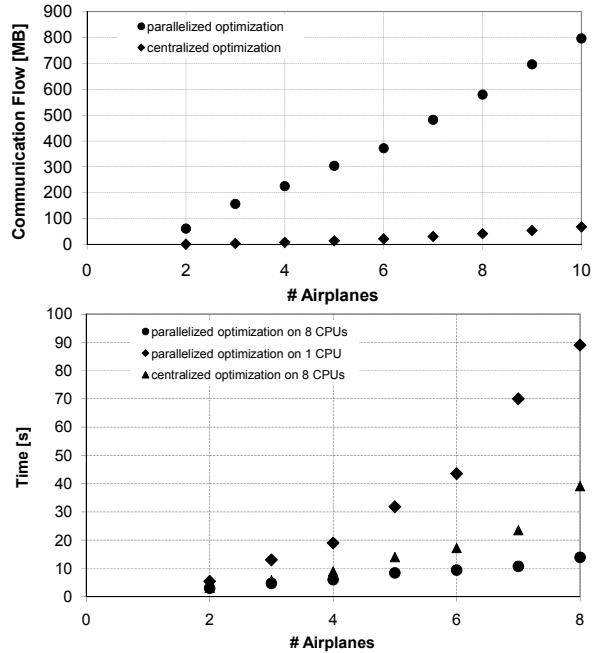 900
800
700
600
500
400
300
200
100
0
Communication Flow [MB]
parallelized optimization
centralized optimization
0 2 4 6 8 10
# Airplanes
100
90
80
70
60
50
40
30
20
10
0
Time [s]
parallelized optimization on 8 CPUs
parallelized optimization on 1 CPU
centralized optimization on 8 CPUs
0 2 4 6 8
# Airplanes